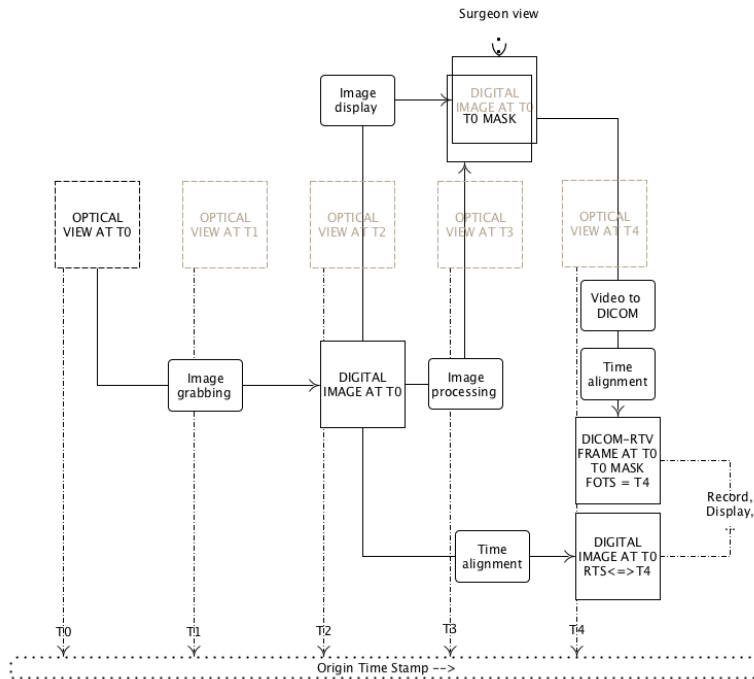 Surgeon view
Image
display
DIGITAL
IMAGE AT T0
T0 MASK
OPTICAL
VIEW AT T0
OPTICAL
VIEW AT T1
OPTICAL
VIEW AT T2
OPTICAL
VIEW AT T3
OPTICAL
VIEW AT T4
Video to
DICOM
Image
grabbing
DIGITAL
IMAGE AT T0
Image
processing
Time
alignment
DICOM-RTV
FRAME AT T0
T0 MASK
FOTS = T4
Record,
Display,
...
Time
alignment
DIGITAL
IMAGE AT T0
RTS<=>T4
T0
T1
T2
T3
T4
Origin Time Stamp -->